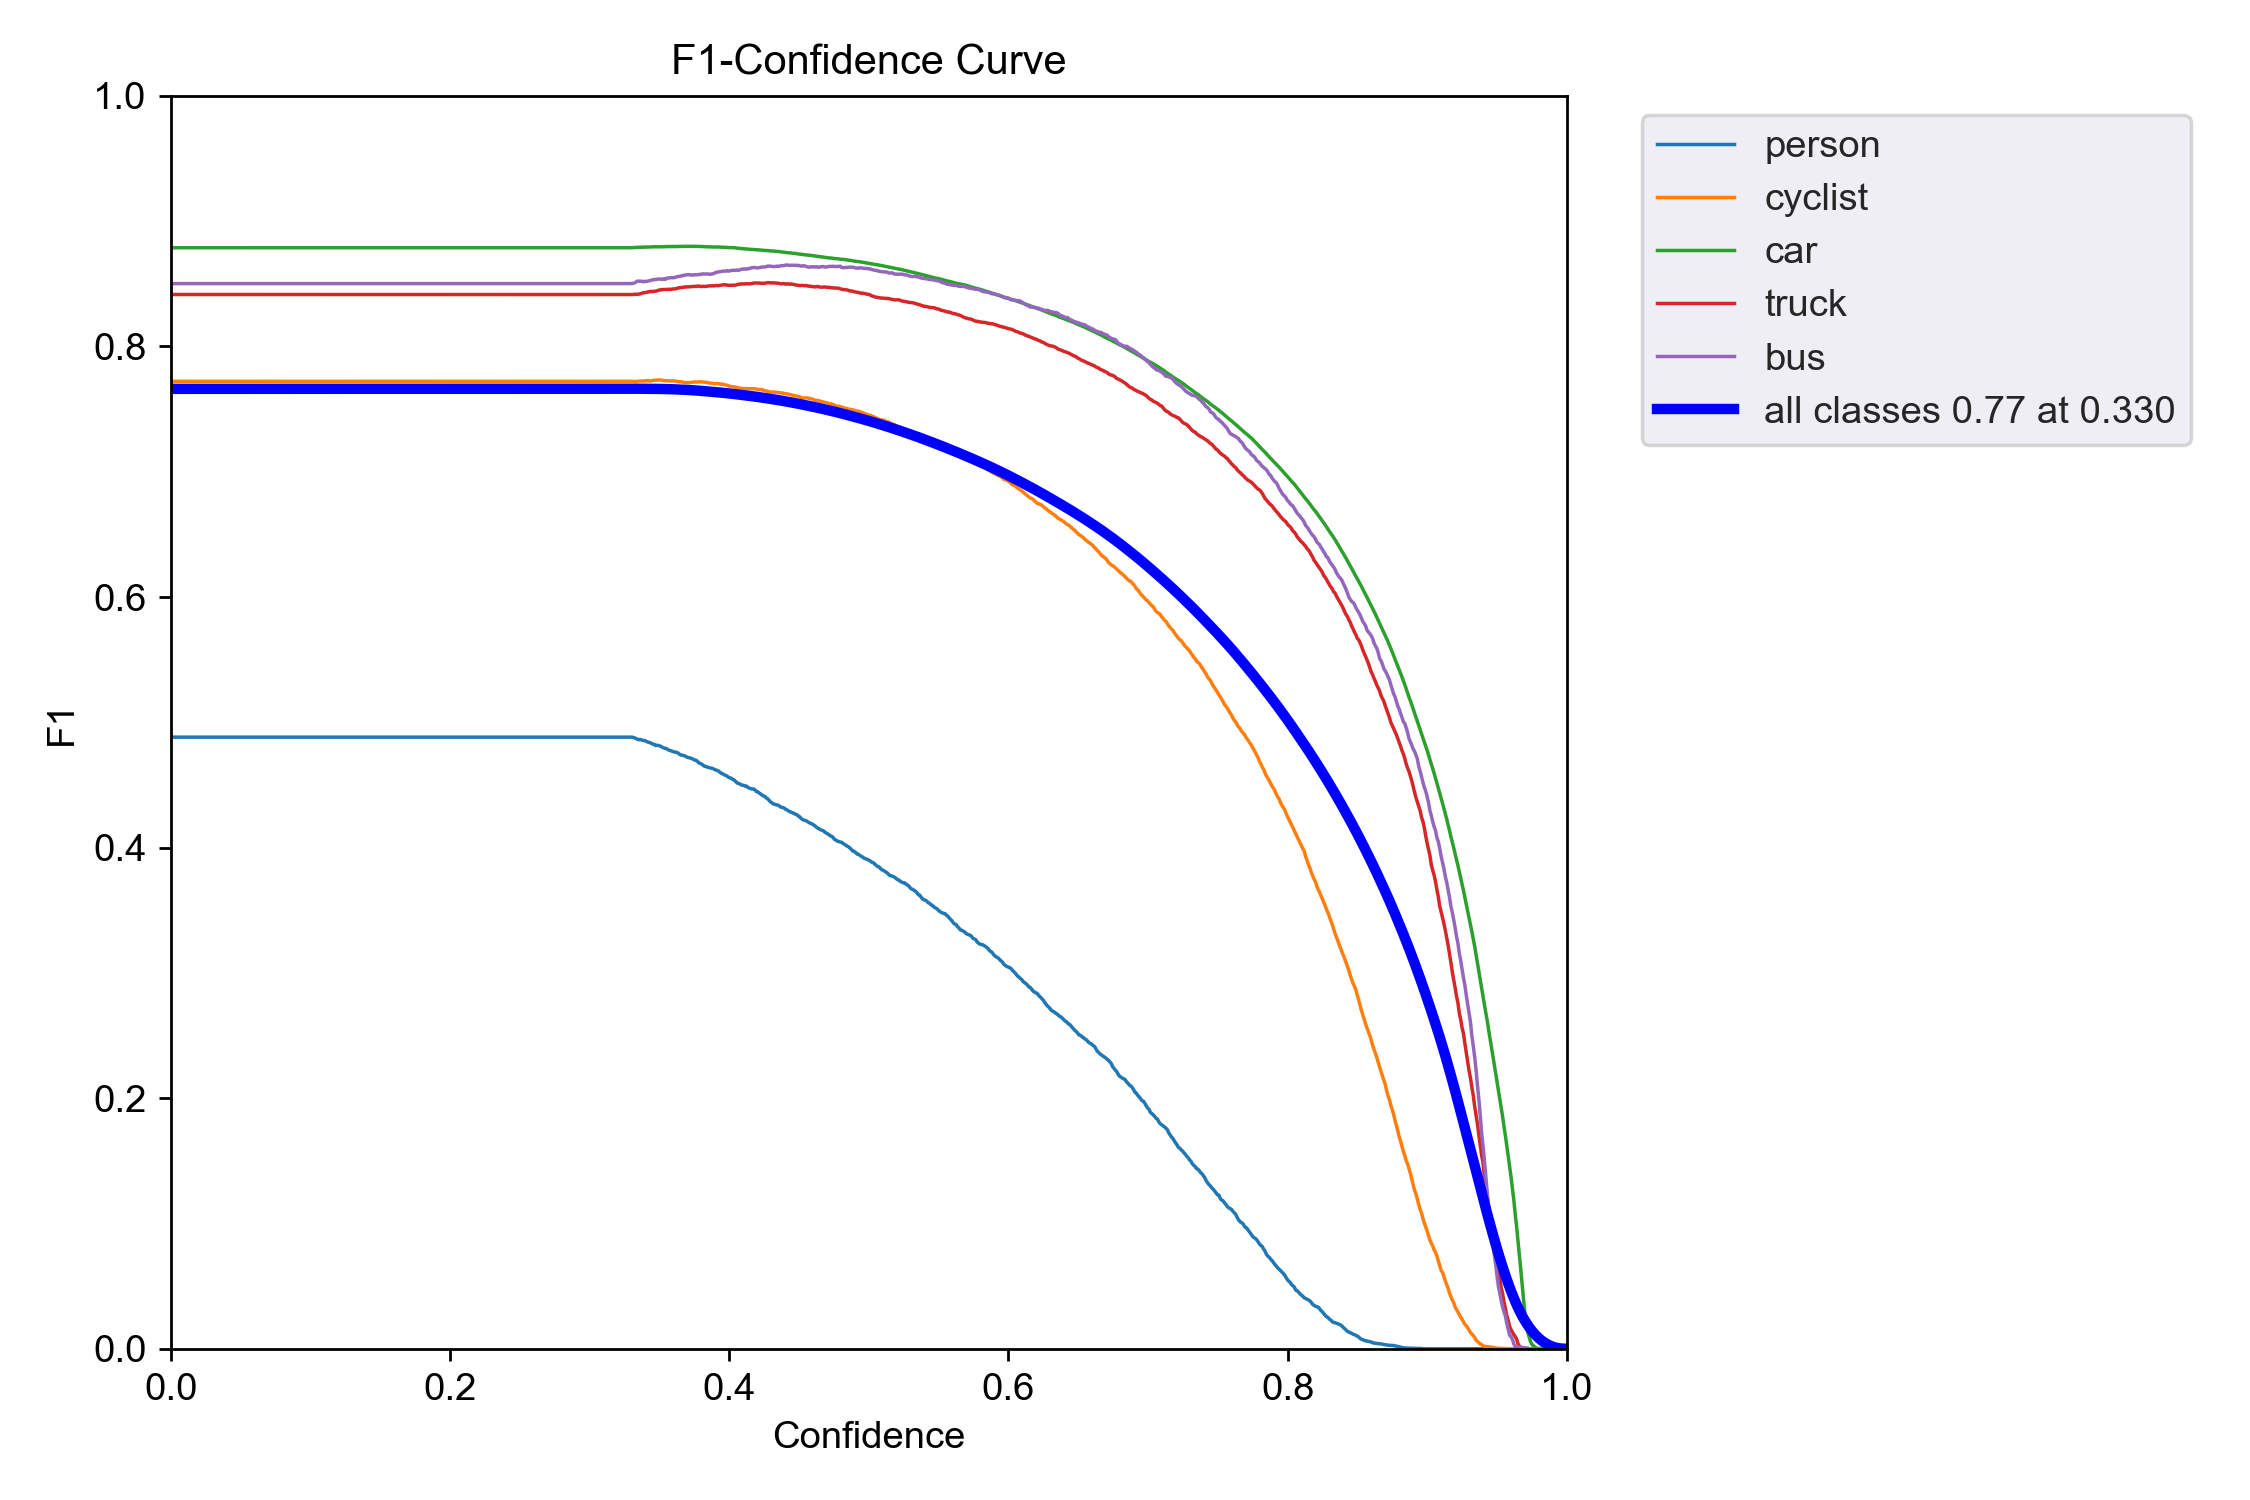 F1-Confidence Curve
1.0
0.8
0.6
0.4
0.2
0.0
F1
0.0 0.2 0.4 0.6 0.8 1.0
Confidence
person
cyclist
car
truck
bus
all classes 0.77 at 0.330